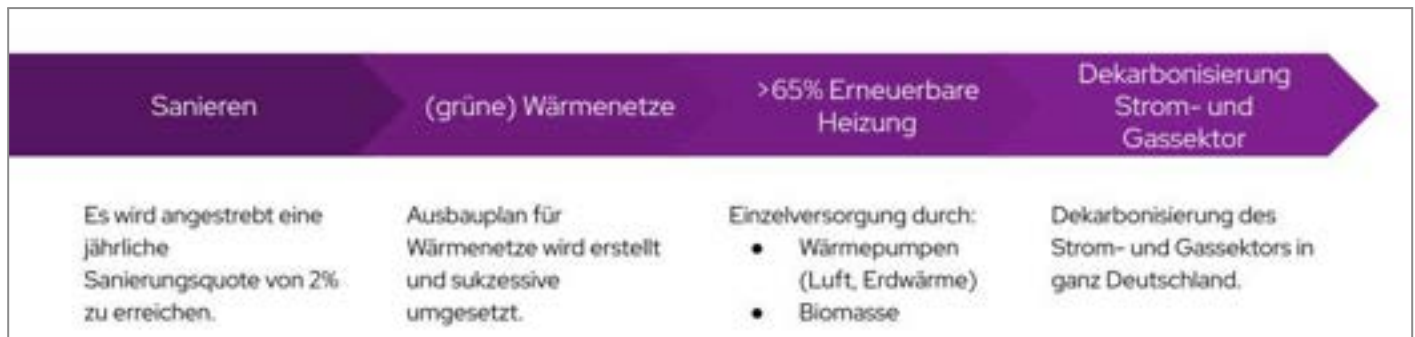 Sanieren
(grüne) Wärmenetze
>65% Erneuerbare
Heizung
Dekarbonisierung
Strom- und
Gassektor
Es wird angestrebt eine
jährliche
Sanierungsquote von 2%
zu erreichen.
Ausbauplan für
Wärmenetze wird erstellt
und sukzessive
umgesetzt.
Einzelversorgung durch:
● Wärmepumpen
(Luft, Erdwärme)
● Biomasse
Dekarbonisierung des
Strom- und Gassektors in
ganz Deutschland.